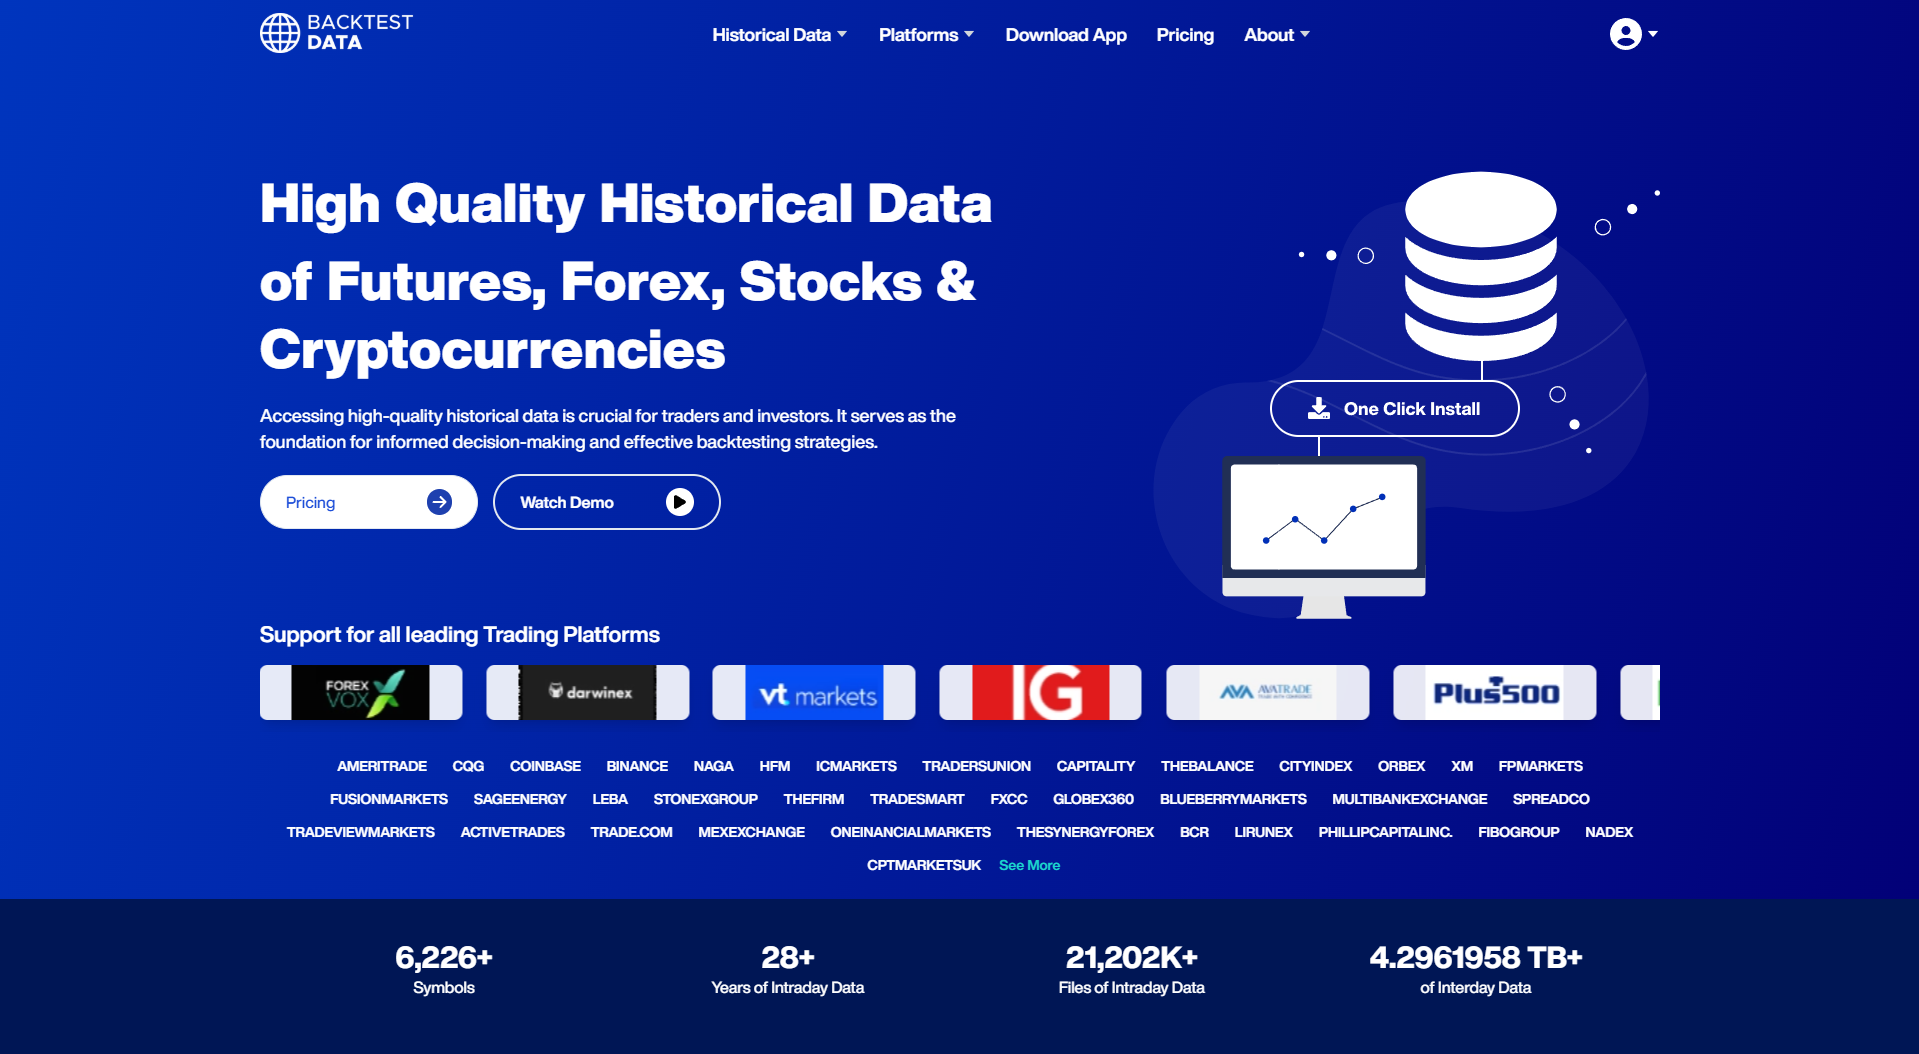 BACKTEST
DATA
Historical Data
Platforms
Download App
Pricing
About
High Quality Historical Data
of Futures, Forex, Stocks &
Cryptocurrencies
Accessing high-quality historical data is crucial for traders and investors. It serves as the
foundation for informed decision-making and effective backtesting strategies.
Pricing
Watch Demo
One Click Install
Support for all leading Trading Platforms
FOREX
VOX
darwinex
vt markets
IG
AVA AVATRADE
Plus500
AMERITRADE CQG COINBASE BINANCE NAGA HFM ICMARKETS TRADERSUNION CAPITALITY THEBALANCE CITYINDEX ORBEX XM FPMARKETS
FUSIONMARKETS SAGEENERGY LEBA STONEXGROUP THEFIRM TRADESMART FXCC GLOBEX360 BLUEBERRYMARKETS MULTIBANKEXCHANGE SPREADCO
TRADEVIEWMARKETS ACTIVETRADES TRADE.COM MEXEXCHANGE ONEINANCIALMARKETS THESYNERGYFOREX BCR LIRUNEX PHILLIPCAPITALINC. FIBOGROUP NADEX
CPTMARKETSUK See More
6,226+
Symbols
28+
Years of Intraday Data
21,202K+
Files of Intraday Data
4.2961958 TB+
of Interday Data